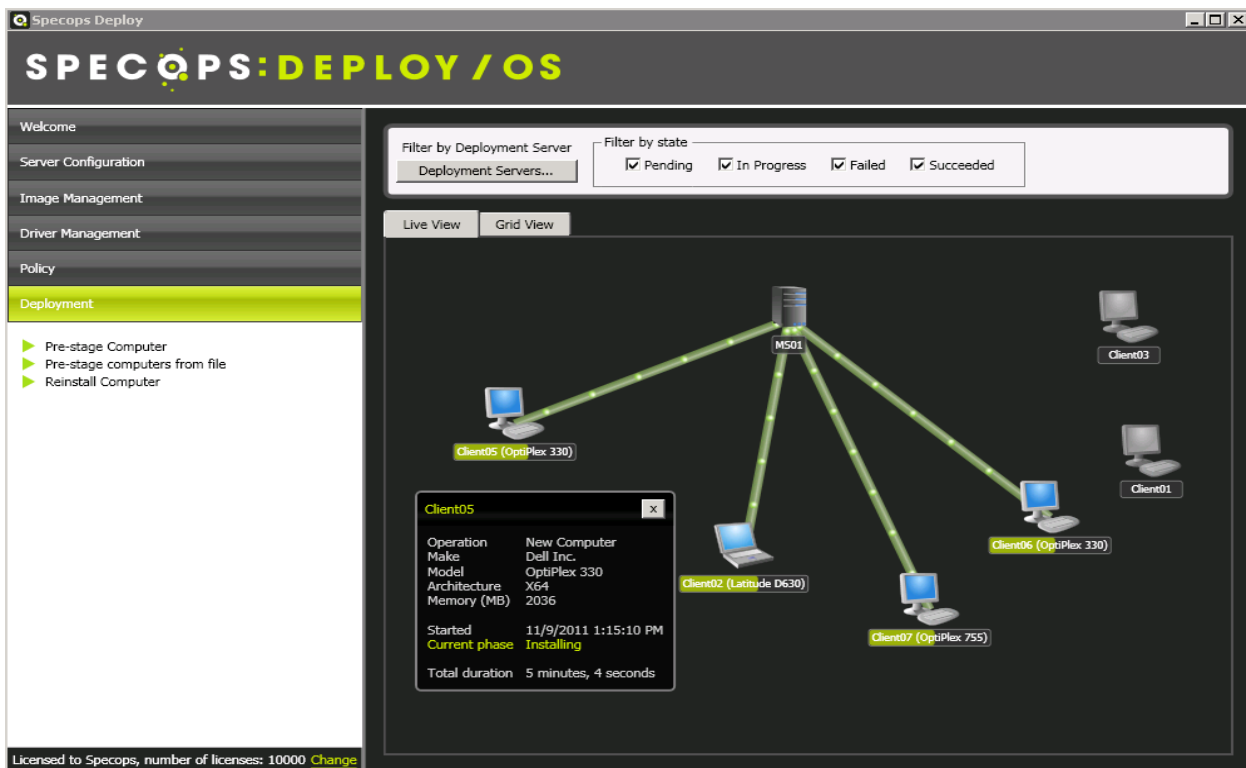 Specops Deploy
SPECOPS:DEPLOY/OS
Welcome
Server Configuration
Image Management
Driver Management
Policy
Deployment
Pre-stage Computer
Pre-stage computers from file
Reinstall Computer
Licensed to Specops, number of licenses: 10000 Change
Filter by Deployment Server
Deployment Servers...
Filter by state
Pending
In Progress
Failed
Succeeded
Live View
Grid View
MS01
Client03
Client05 (OptiPlex 330)
Client01
Client06 (OptiPlex 330)
Client02 (Latitude D630)
Client07 (OptiPlex 755)
Client05
x
Operation New Computer
Make Dell Inc.
Model OptiPlex 330
Architecture X64
Memory (MB) 2036
Started 11/9/2011 1:15:10 PM
Current phase Installing
Total duration 5 minutes, 4 seconds